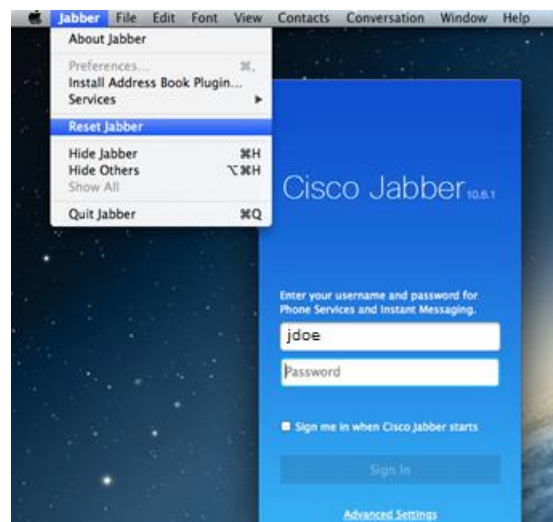 Jabber File Edit Font View Contacts Conversation Window Help
About Jabber
Preferences... ⌘,
Install Address Book Plugin...
Services ▶
Reset Jabber
Hide Jabber ⌘H
Hide Others ⌥⌘H
Show All
Quit Jabber ⌘Q
Cisco Jabber 10.6.1
Enter your username and password for
Phone Services and Instant Messaging.
jdoe
Password
Sign me in when Cisco Jabber starts
Sign In
Advanced Settings